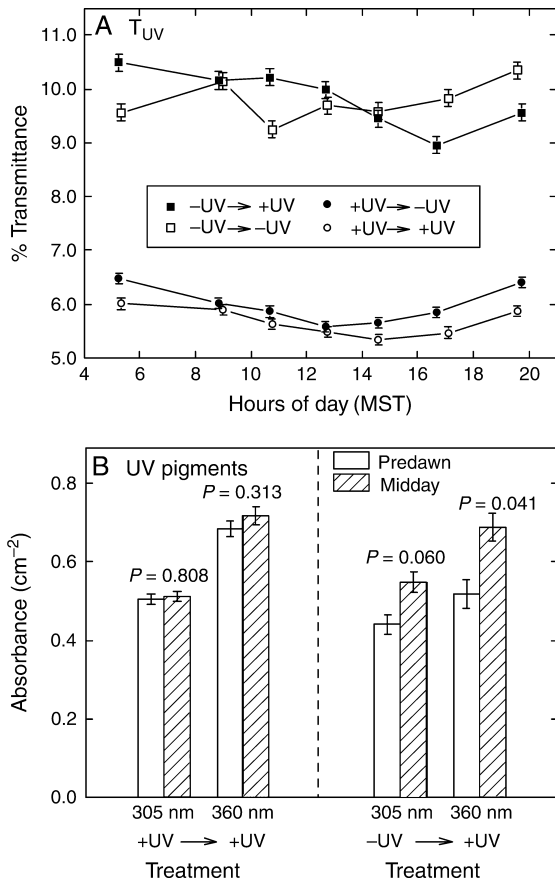 A T_UV
% Transmittance
11.0
10.0
9.0
7.0
6.0
5.0
–UV → +UV
+UV → –UV
–UV → –UV
+UV → +UV
4 6 8 10 12 14 16 18 20
Hours of day (MST)
B UV pigments
Predawn
Midday
Absorbance (cm⁻²)
0.8
0.6
0.4
0.2
0.0
P = 0.313
P = 0.808
P = 0.041
P = 0.060
305 nm 360 nm
305 nm 360 nm
+UV → +UV
–UV → +UV
Treatment
Treatment